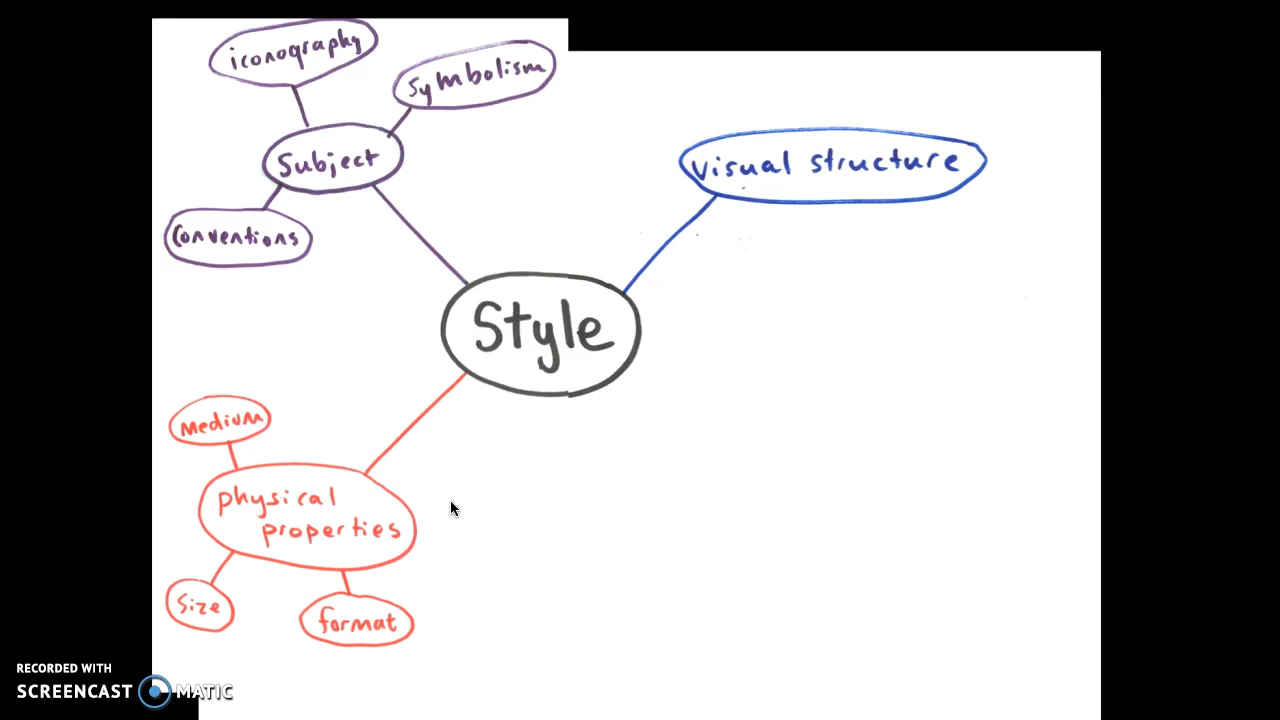 iconography
Symbolism
Subject
Conventions
visual structure
Style
Medium
physical
properties
Size
format
RECORDED WITH
SCREENCAST MATIC